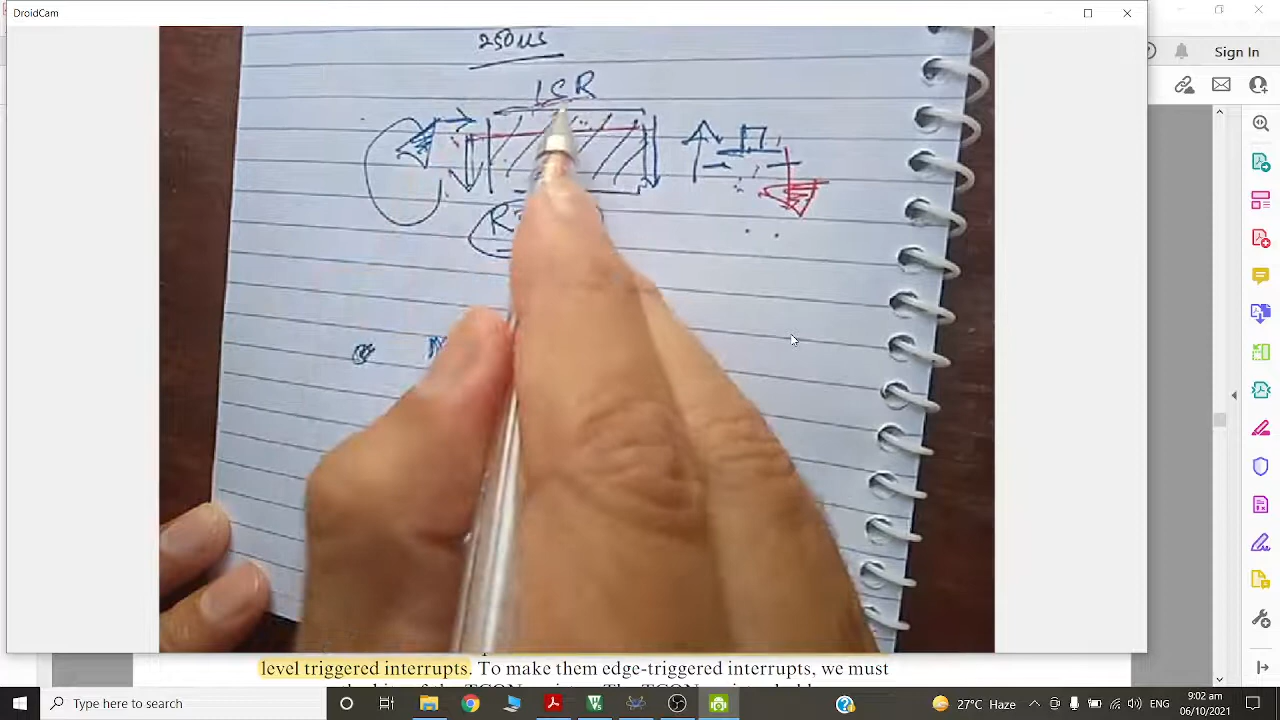 DroidCam
Sign In
250us
ISR
level triggered interrupts. To make them edge-triggered interrupts, we must
Type here to search
27°C Haze
ENG
9:02 am
06/10/2021